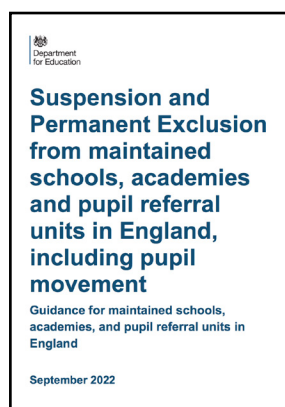 Department
for Education
Suspension and
Permanent Exclusion
from maintained
schools, academies
and pupil referral
units in England,
including pupil
movement
Guidance for maintained schools,
academies, and pupil referral units in
England
September 2022